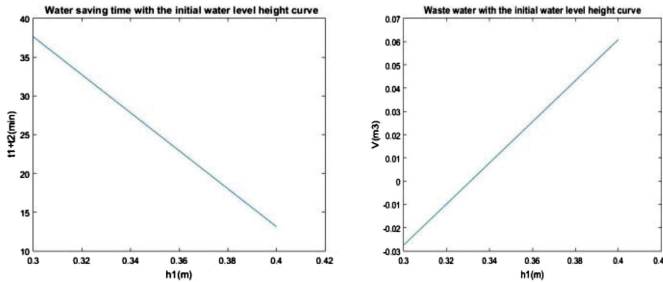 Water saving time with the initial water level height curve
40
35
30
25
20
15
10
t1+t2(min)
0.3 0.32 0.34 0.36 0.38 0.4 0.42
h1(m)
Waste water with the initial water level height curve
0.07
0.06
0.05
0.04
0.03
0.02
0.01
0
-0.01
-0.02
-0.03
V(m3)
0.3 0.32 0.34 0.36 0.38 0.4
h1(m)